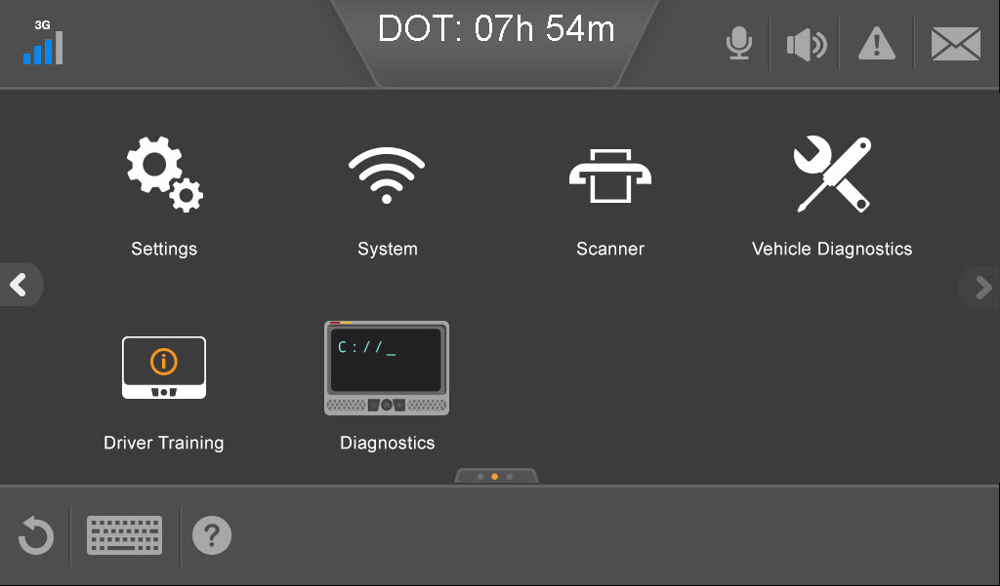 3G
DOT: 07h 54m
Settings
System
Scanner
Vehicle Diagnostics
C://_
Driver Training
Diagnostics